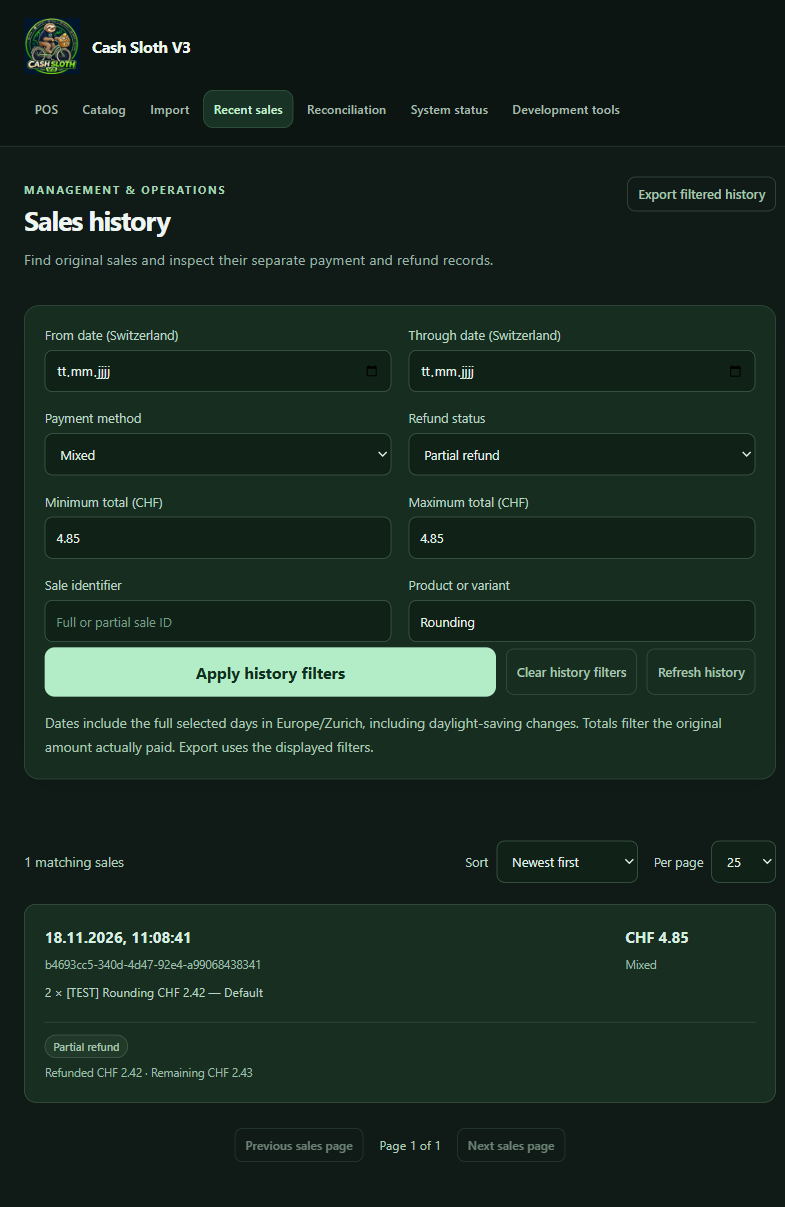 CASH SLOTH
Cash Sloth V3
POS
Catalog
Import
Recent sales
Reconciliation
System status
Development tools
MANAGEMENT & OPERATIONS
Export filtered history
Sales history
Find original sales and inspect their separate payment and refund records.
From date (Switzerland)
Through date (Switzerland)
tt.mm.jjjj
tt.mm.jjjj
Payment method
Refund status
Mixed
Partial refund
Minimum total (CHF)
Maximum total (CHF)
4.85
4.85
Sale identifier
Product or variant
Full or partial sale ID
Rounding
Apply history filters
Clear history filters
Refresh history
Dates include the full selected days in Europe/Zurich, including daylight-saving changes. Totals filter the original
amount actually paid. Export uses the displayed filters.
1 matching sales
Sort
Newest first
Per page
25
18.11.2026, 11:08:41
CHF 4.85
b4693cc5-340d-4d47-92e4-a99068438341
Mixed
2 × [TEST] Rounding CHF 2.42 — Default
Partial refund
Refunded CHF 2.42 · Remaining CHF 2.43
Previous sales page
Page 1 of 1
Next sales page